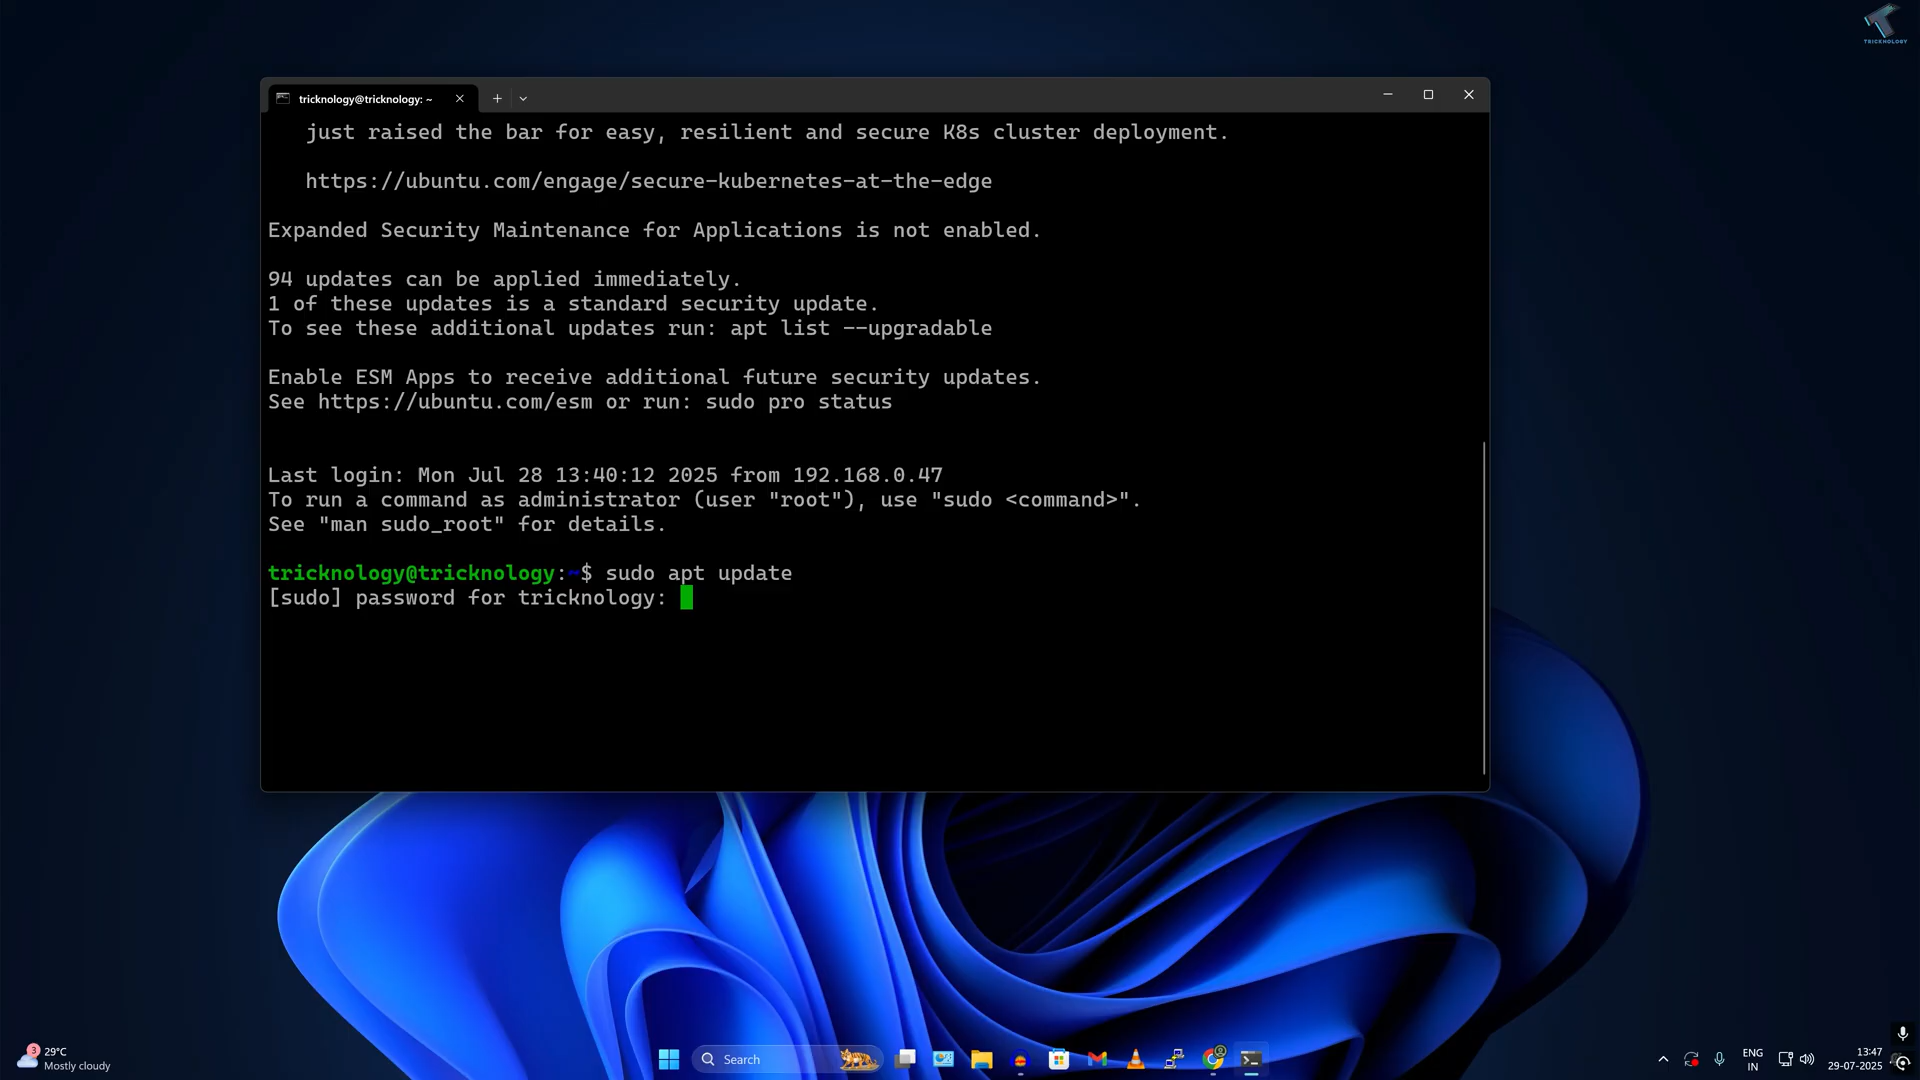 TRICKNOLOGY
tricknology@tricknology: ~
just raised the bar for easy, resilient and secure K8s cluster deployment.
https://ubuntu.com/engage/secure-kubernetes-at-the-edge
Expanded Security Maintenance for Applications is not enabled.
94 updates can be applied immediately.
1 of these updates is a standard security update.
To see these additional updates run: apt list --upgradable
Enable ESM Apps to receive additional future security updates.
See https://ubuntu.com/esm or run: sudo pro status
Last login: Mon Jul 28 13:40:12 2025 from 192.168.0.47
To run a command as administrator (user "root"), use "sudo <command>".
See "man sudo_root" for details.
tricknology@tricknology:~$ sudo apt update
[sudo] password for tricknology:
3
29°C
Mostly cloudy
Search
ENG
IN
13:47
29-07-2025